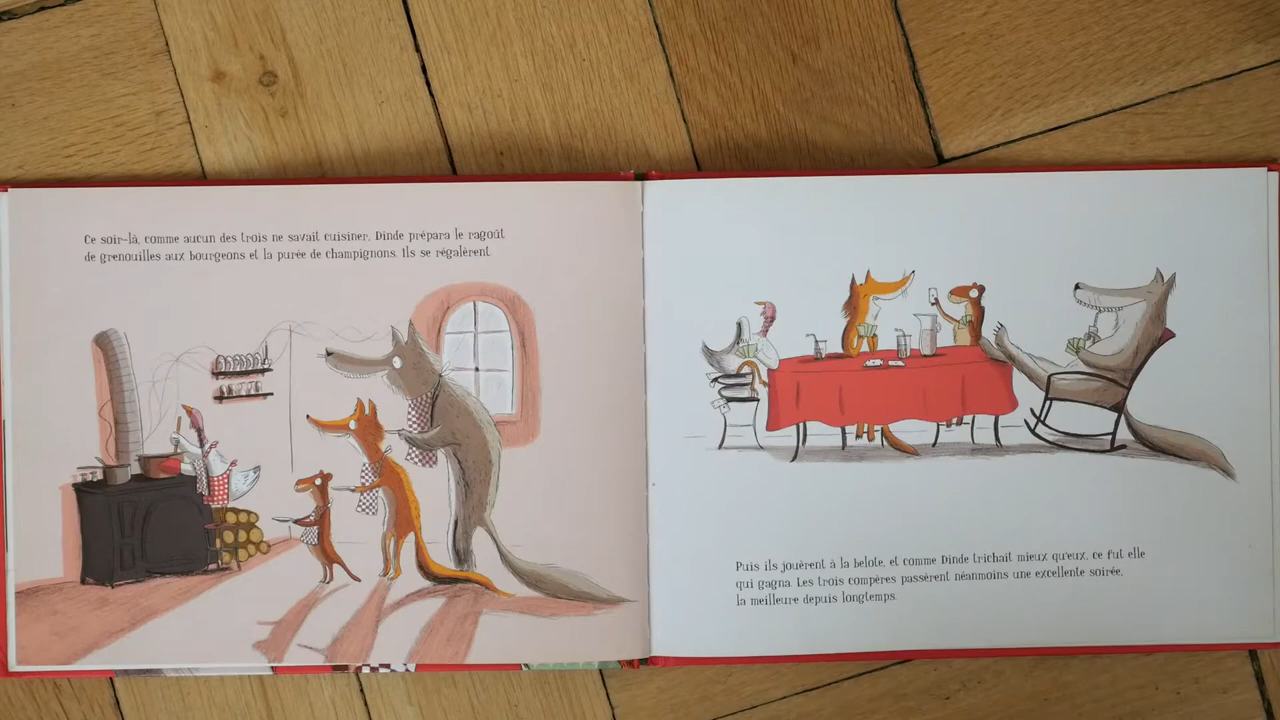 Ce soir-là, comme aucun des trois ne savait cuisiner, Dinde prépara le ragoût
de grenouilles aux bourgeons et la purée de champignons. Ils se régalèrent.
Puis ils jouèrent à la belote, et comme Dinde trichait mieux qu'eux, ce fut elle
qui gagna. Les trois compères passèrent néanmoins une excellente soirée,
la meilleure depuis longtemps.